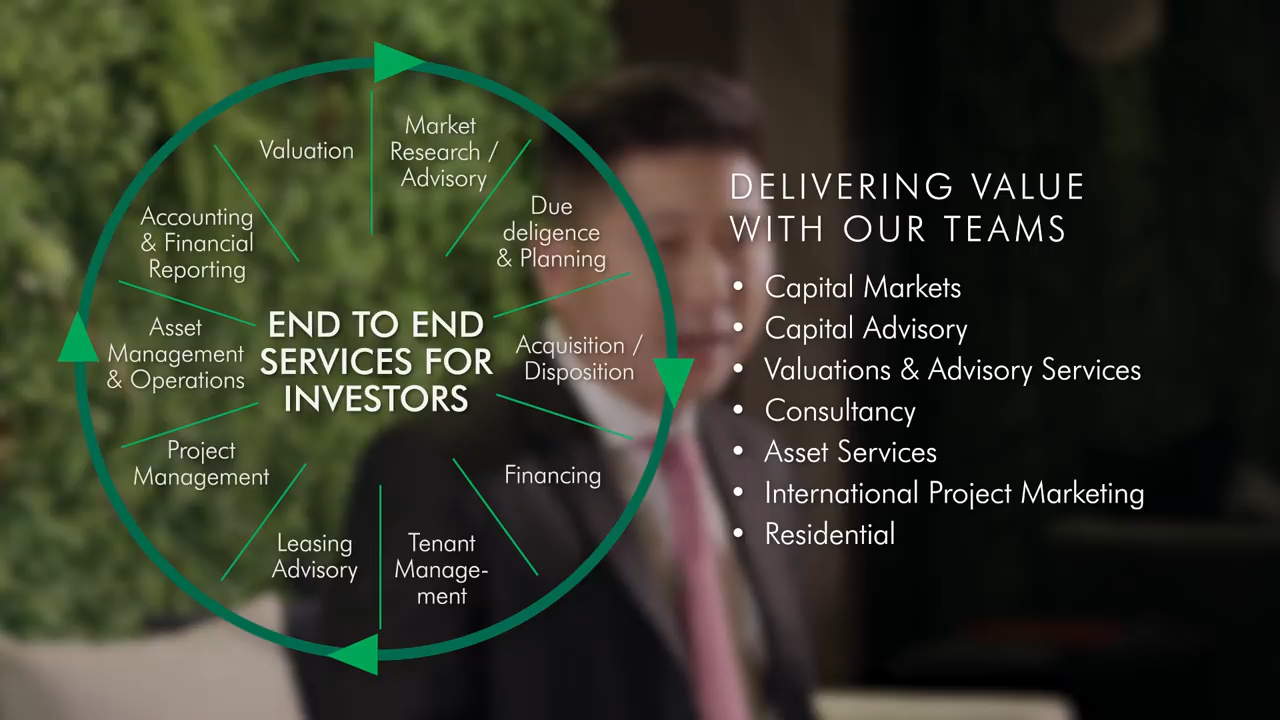 Valuation
Market
Research /
Advisory
Due
deligence
& Planning
Acquisition /
Disposition
Financing
Tenant
Manage-
ment
Leasing
Advisory
Project
Management
Asset
Management
& Operations
Accounting
& Financial
Reporting
END TO END
SERVICES FOR
INVESTORS
DELIVERING VALUE
WITH OUR TEAMS
• Capital Markets
• Capital Advisory
• Valuations & Advisory Services
• Consultancy
• Asset Services
• International Project Marketing
• Residential